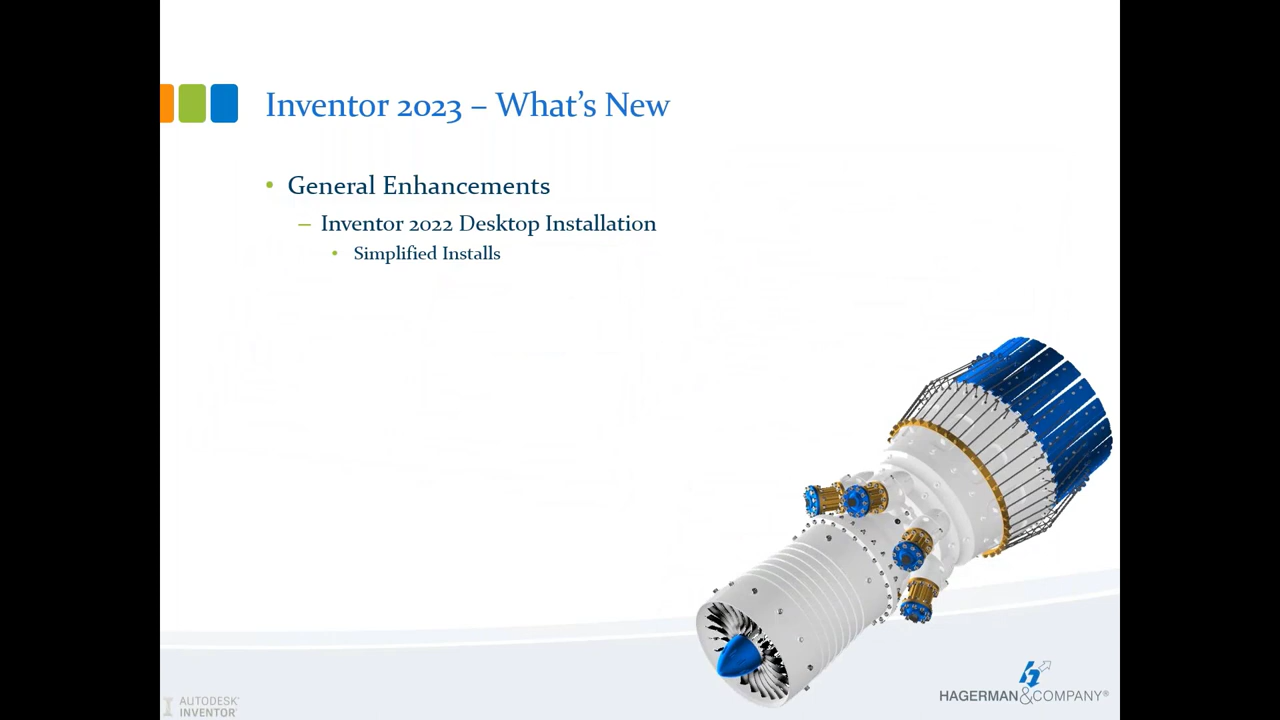 Inventor 2023 – What's New
• General Enhancements
– Inventor 2022 Desktop Installation
• Simplified Installs
HAGERMAN&COMPANY®
I AUTODESK®
INVENTOR®